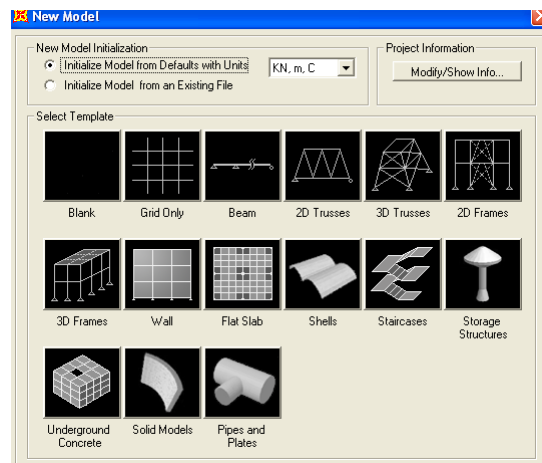 New Model
New Model Initialization
Project Information
Initialize Model from Defaults with Units
KN, m, C
Modify/Show Info...
Initialize Model from an Existing File
Select Template
Blank
Grid Only
Beam
2D Trusses
3D Trusses
2D Frames
3D Frames
Wall
Flat Slab
Shells
Staircases
Storage
Structures
Underground
Concrete
Solid Models
Pipes and
Plates